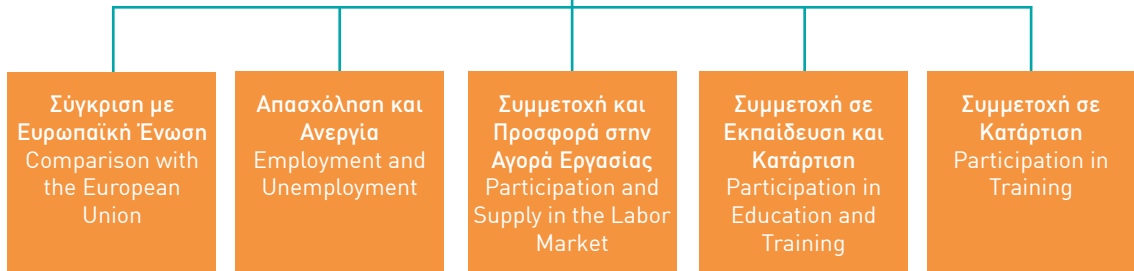 Σύγκριση με
Ευρωπαϊκή Ένωση
Comparison with
the European
Union
Απασχόληση και
Ανεργία
Employment and
Unemployment
Συμμετοχή και
Προσφορά στην
Αγορά Εργασίας
Participation and
Supply in the Labor
Market
Συμμετοχή σε
Εκπαίδευση και
Κατάρτιση
Participation in
Education and
Training
Συμμετοχή σε
Κατάρτιση
Participation in
Training